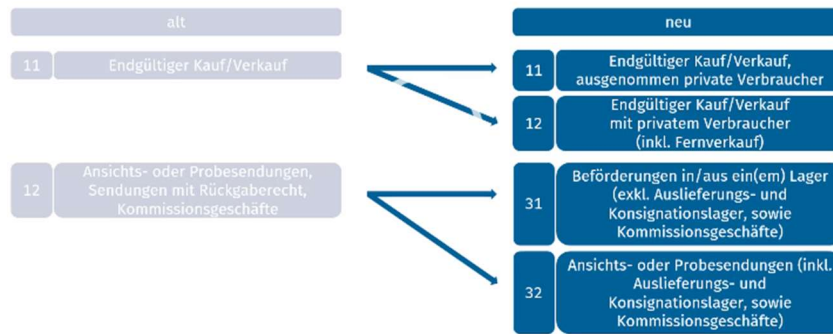 alt
neu
11
Endgültiger Kauf/Verkauf
11
Endgültiger Kauf/Verkauf,
ausgenommen private Verbraucher
12
Endgültiger Kauf/Verkauf
mit privatem Verbraucher
(inkl. Fernverkauf)
12
Ansichts- oder Probesendungen,
Sendungen mit Rückgaberecht,
Kommissionsgeschäfte
31
Beförderungen in/aus ein(em) Lager
(exkl. Auslieferungs- und
Konsignationslager, sowie
Kommissionsgeschäfte)
32
Ansichts- oder Probesendungen (inkl.
Auslieferungs- und
Konsignationslager, sowie
Kommissionsgeschäfte)